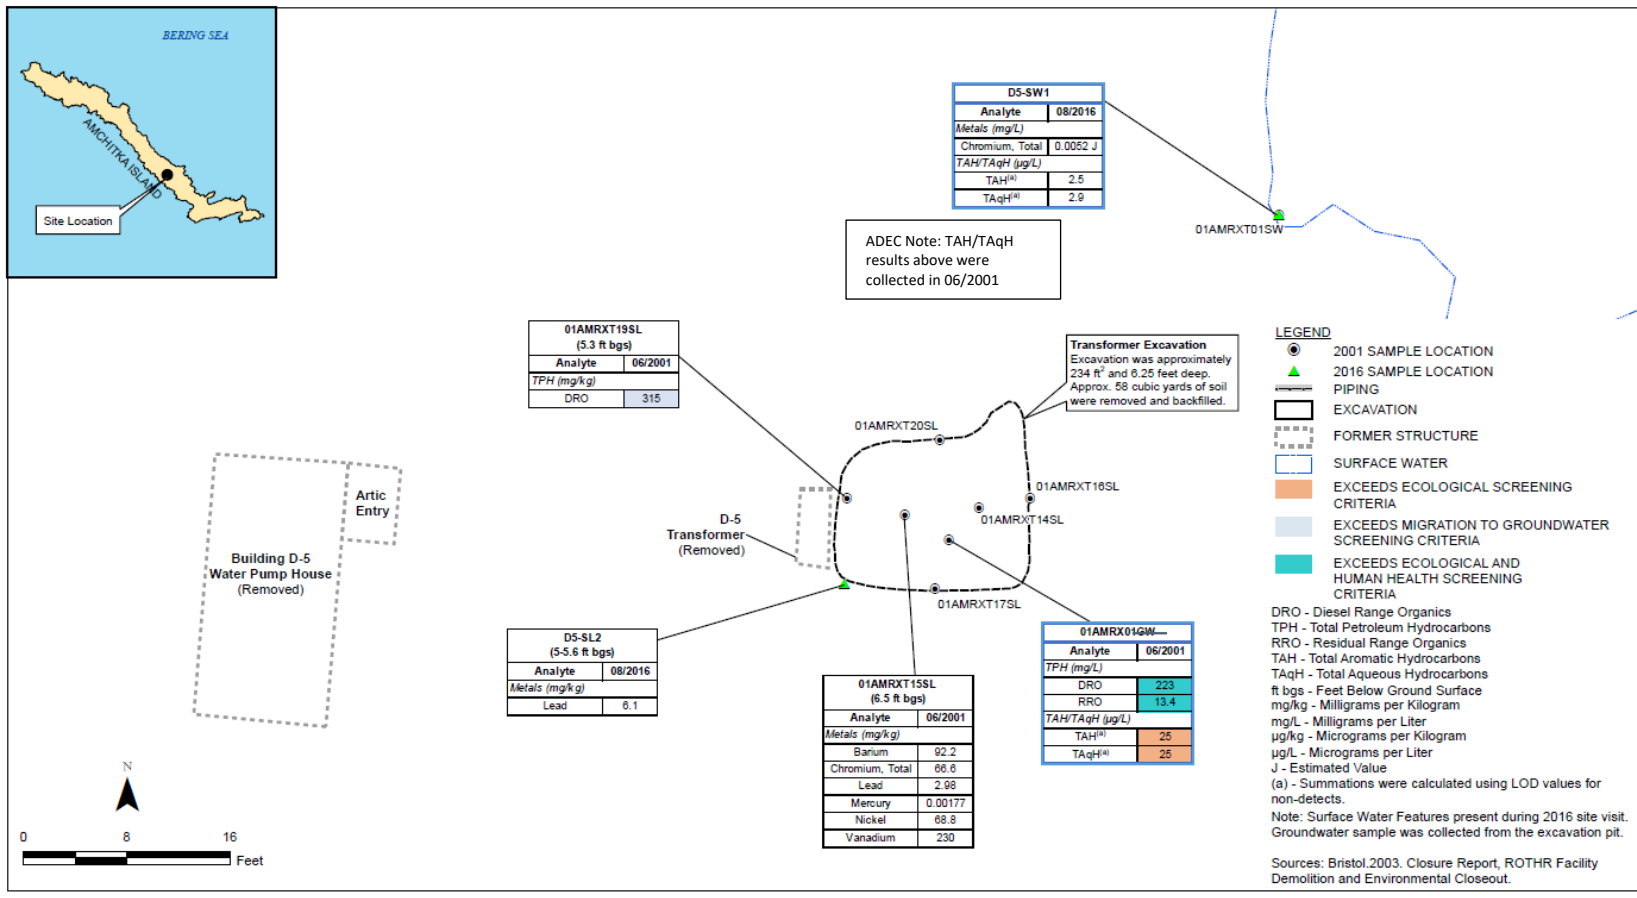 BERING SEA
AMCHITKA ISLAND
Site Location
D5-SW1
Analyte 08/2016
Metals (mg/L)
Chromium, Total 0.0052 J
TAH/TAqH (µg/L)
TAH(a) 2.5
TAqH(a) 2.9
01AMRXT01SW
ADEC Note: TAH/TAqH
results above were
collected in 06/2001
01AMRXT19SL
(5.3 ft bgs)
Analyte 06/2001
TPH (mg/kg)
DRO 315
Transformer Excavation
Excavation was approximately
234 ft² and 6.25 feet deep.
Approx. 58 cubic yards of soil
were removed and backfilled.
01AMRXT20SL
01AMRXT16SL
01AMRXT14SL
01AMRXT17SL
Artic
Entry
D-5
Transformer
(Removed)
Building D-5
Water Pump House
(Removed)
D5-SL2
(5-5.6 ft bgs)
Analyte 08/2016
Metals (mg/kg)
Lead 6.1
01AMRXT15SL
(6.5 ft bgs)
Analyte 06/2001
Metals (mg/kg)
Barium 92.2
Chromium, Total 66.6
Lead 2.98
Mercury 0.00177
Nickel 68.8
Vanadium 230
01AMRX01GW
Analyte 06/2001
TPH (mg/L)
DRO 223
RRO 13.4
TAH/TAqH (µg/L)
TAH(a) 25
TAqH(a) 25
N
0 8 16
Feet
LEGEND
2001 SAMPLE LOCATION
2016 SAMPLE LOCATION
PIPING
EXCAVATION
FORMER STRUCTURE
SURFACE WATER
EXCEEDS ECOLOGICAL SCREENING
CRITERIA
EXCEEDS MIGRATION TO GROUNDWATER
SCREENING CRITERIA
EXCEEDS ECOLOGICAL AND
HUMAN HEALTH SCREENING
CRITERIA
DRO - Diesel Range Organics
TPH - Total Petroleum Hydrocarbons
RRO - Residual Range Organics
TAH - Total Aromatic Hydrocarbons
TAqH - Total Aqueous Hydrocarbons
ft bgs - Feet Below Ground Surface
mg/kg - Milligrams per Kilogram
mg/L - Milligrams per Liter
µg/kg - Micrograms per Kilogram
µg/L - Micrograms per Liter
J - Estimated Value
(a) - Summations were calculated using LOD values for
non-detects.
Note: Surface Water Features present during 2016 site visit.
Groundwater sample was collected from the excavation pit.
Sources: Bristol.2003. Closure Report, ROTHR Facility
Demolition and Environmental Closeout.